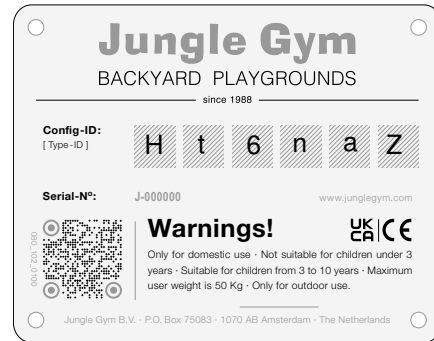 Jungle Gym
BACKYARD PLAYGROUNDS
since 1988
Config-ID:
[ Type-ID ]
H t 6 n a Z
Serial-Nº: J-000000 www.junglegym.com
080_102_0100
Warnings! UK CA CE
Only for domestic use · Not suitable for children under 3
years · Suitable for children from 3 to 10 years · Maximum
user weight is 50 Kg · Only for outdoor use.
Jungle Gym B.V. · P.O. Box 75083 · 1070 AB Amsterdam · The Netherlands